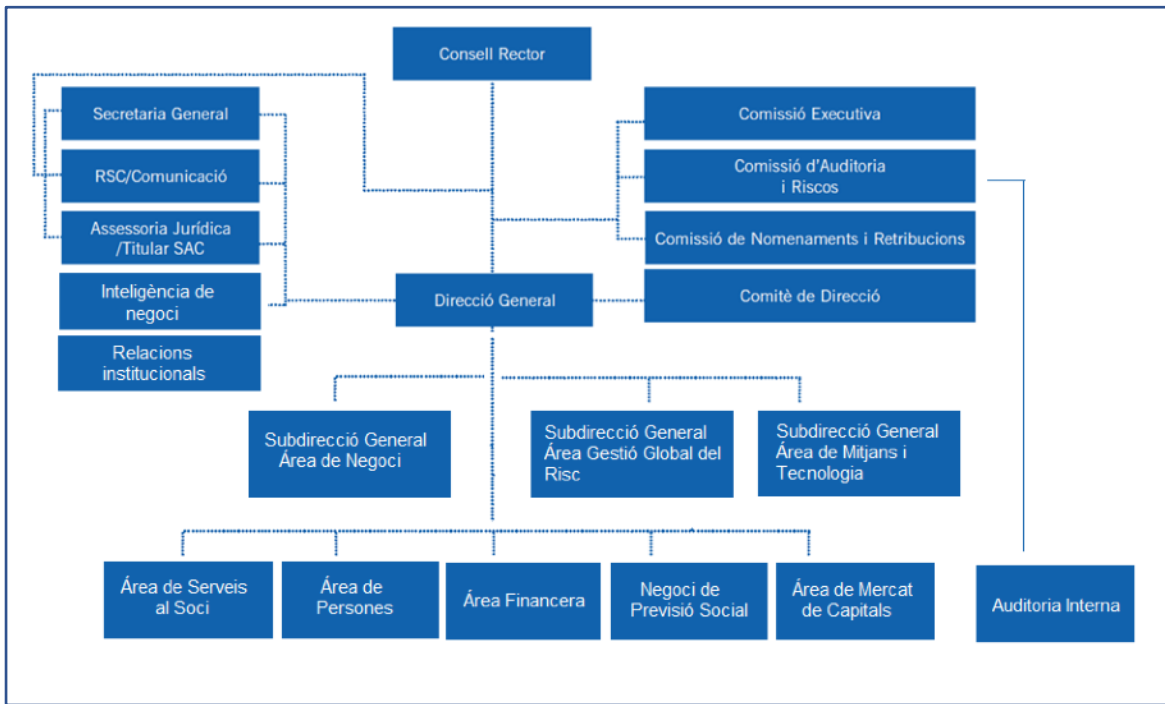 Consell Rector
Secretaria General
RSC/Comunicació
Assessoria Jurídica
/Titular SAC
Inteligència de
negoci
Relacions
institucionals
Comissió Executiva
Comissió d'Auditoria
i Riscos
Comissió de Nomenaments i Retribucions
Direcció General
Comitè de Direcció
Subdirecció General
Área de Negoci
Subdirecció General
Área Gestió Global del
Risc
Subdirecció General
Área de Mitjans i
Tecnologia
Área de Serveis
al Soci
Área de
Persones
Área Financera
Negoci de
Previsió Social
Área de Mercat
de Capitals
Auditoria Interna